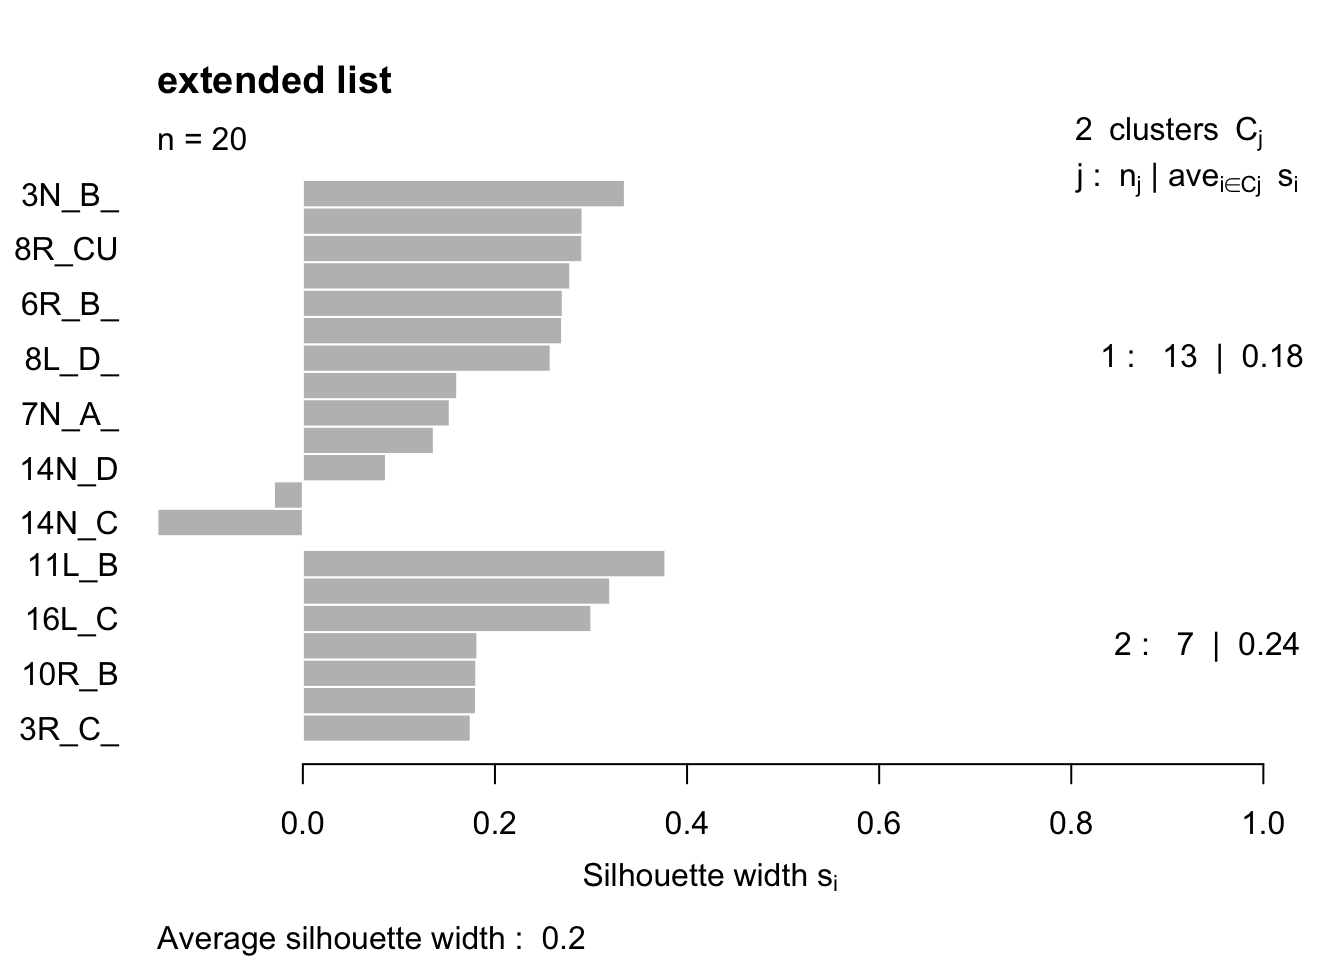 extended list
n = 20
2 clusters Cj
j : nj | avei∈Cj si
3N_B_
8R_CU
6R_B_
8L_D_
1 : 13 | 0.18
7N_A_
14N_D
14N_C
11L_B
16L_C
2 : 7 | 0.24
10R_B
3R_C_
0.0 0.2 0.4 0.6 0.8 1.0
Silhouette width si
Average silhouette width : 0.2